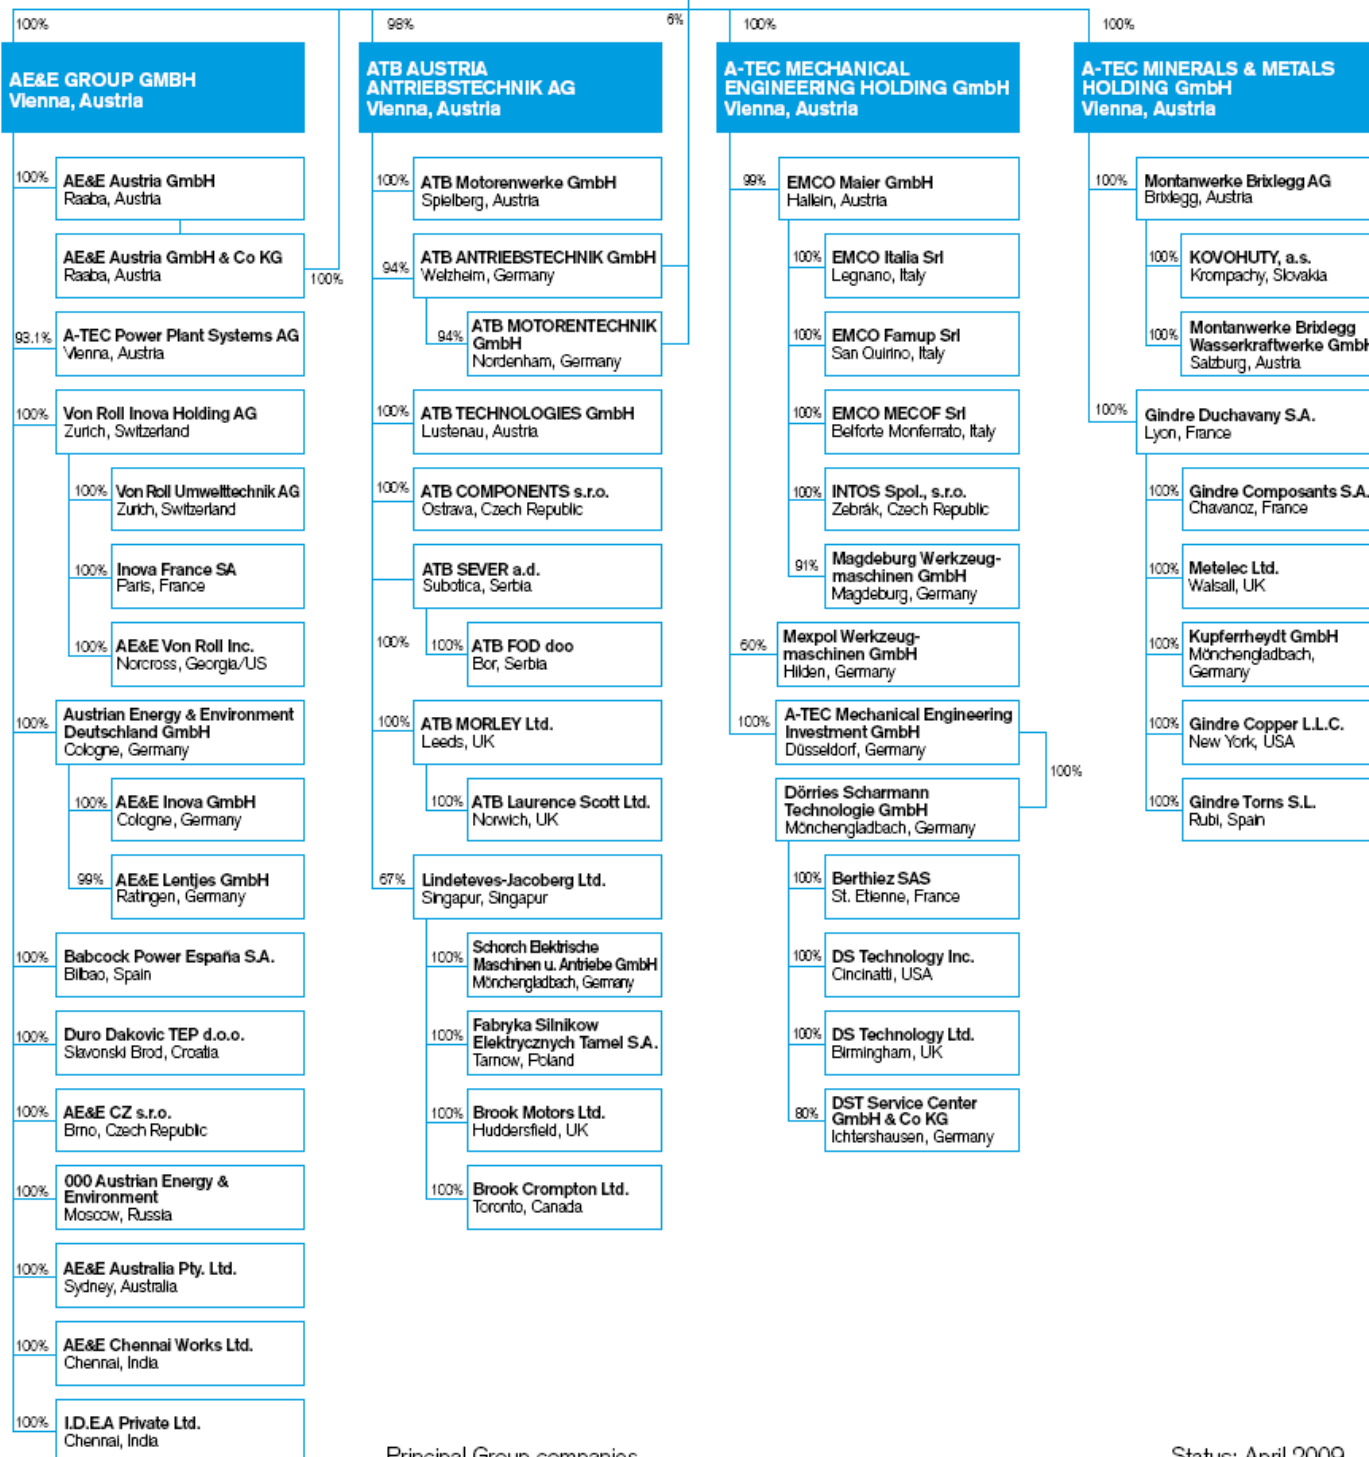 100%
98%
6%
100%
100%
AE&E GROUP GMBH
Vienna, Austria
100%
AE&E Austria GmbH
Raaba, Austria
AE&E Austria GmbH & Co KG
Raaba, Austria
100%
93.1%
A-TEC Power Plant Systems AG
Vienna, Austria
100%
Von Roll Inova Holding AG
Zurich, Switzerland
100%
Von Roll Umwelttechnik AG
Zurich, Switzerland
100%
Inova France SA
Paris, France
100%
AE&E Von Roll Inc.
Norcross, Georgia/US
100%
Austrian Energy & Environment
Deutschland GmbH
Cologne, Germany
100%
AE&E Inova GmbH
Cologne, Germany
99%
AE&E Lentjes GmbH
Ratingen, Germany
100%
Babcock Power España S.A.
Bilbao, Spain
100%
Duro Dakovic TEP d.o.o.
Slavonski Brod, Croatia
100%
AE&E CZ s.r.o.
Brno, Czech Republic
100%
000 Austrian Energy &
Environment
Moscow, Russia
100%
AE&E Australia Pty. Ltd.
Sydney, Australia
100%
AE&E Chennai Works Ltd.
Chennai, India
100%
I.D.E.A Private Ltd.
Chennai, India
ATB AUSTRIA
ANTRIEBSTECHNIK AG
Vienna, Austria
100%
ATB Motorenwerke GmbH
Spielberg, Austria
94%
ATB ANTRIEBSTECHNIK GmbH
Welzheim, Germany
94%
ATB MOTORENTECHNIK
GmbH
Nordenham, Germany
100%
ATB TECHNOLOGIES GmbH
Lustenau, Austria
100%
ATB COMPONENTS s.r.o.
Ostrava, Czech Republic
ATB SEVER a.d.
Subotica, Serbia
100%
100%
ATB FOD doo
Bor, Serbia
100%
ATB MORLEY Ltd.
Leeds, UK
100%
ATB Laurence Scott Ltd.
Norwich, UK
67%
Lindeteves-Jacoberg Ltd.
Singapur, Singapur
100%
Schorch Elektrische
Maschinen u. Antriebe GmbH
Mönchengladbach, Germany
100%
Fabryka Silnikow
Elektrycznych Tamel S.A.
Tarnow, Poland
100%
Brook Motors Ltd.
Huddersfield, UK
100%
Brook Crompton Ltd.
Toronto, Canada
A-TEC MECHANICAL
ENGINEERING HOLDING GmbH
Vienna, Austria
99%
EMCO Maier GmbH
Hallein, Austria
100%
EMCO Italia Srl
Legnano, Italy
100%
EMCO Famup Srl
San Quirino, Italy
100%
EMCO MECOF Srl
Belforte Monferrato, Italy
100%
INTOS Spol., s.r.o.
Zebrák, Czech Republic
91%
Magdeburg Werkzeug-
maschinen GmbH
Magdeburg, Germany
60%
Mexpol Werkzeug-
maschinen GmbH
Hilden, Germany
100%
A-TEC Mechanical Engineering
Investment GmbH
Düsseldorf, Germany
100%
Dörries Scharmann
Technologie GmbH
Mönchengladbach, Germany
100%
Berthiez SAS
St. Etienne, France
100%
DS Technology Inc.
Cincinatti, USA
100%
DS Technology Ltd.
Birmingham, UK
80%
DST Service Center
GmbH & Co KG
Ichtershausen, Germany
A-TEC MINERALS & METALS
HOLDING GmbH
Vienna, Austria
100%
Montanwerke Brixlegg AG
Brixlegg, Austria
100%
KOVOHUTY, a.s.
Krompachy, Slovakia
100%
Montanwerke Brixlegg
Wasserkraftwerke GmbH
Salzburg, Austria
100%
Gindre Duchavany S.A.
Lyon, France
100%
Gindre Composants S.A.
Chavanoz, France
100%
Metelec Ltd.
Walsall, UK
100%
Kupferrheydt GmbH
Mönchengladbach,
Germany
100%
Gindre Copper L.L.C.
New York, USA
100%
Gindre Torns S.L.
Rubi, Spain
Principal Group companies
Status: April 2009